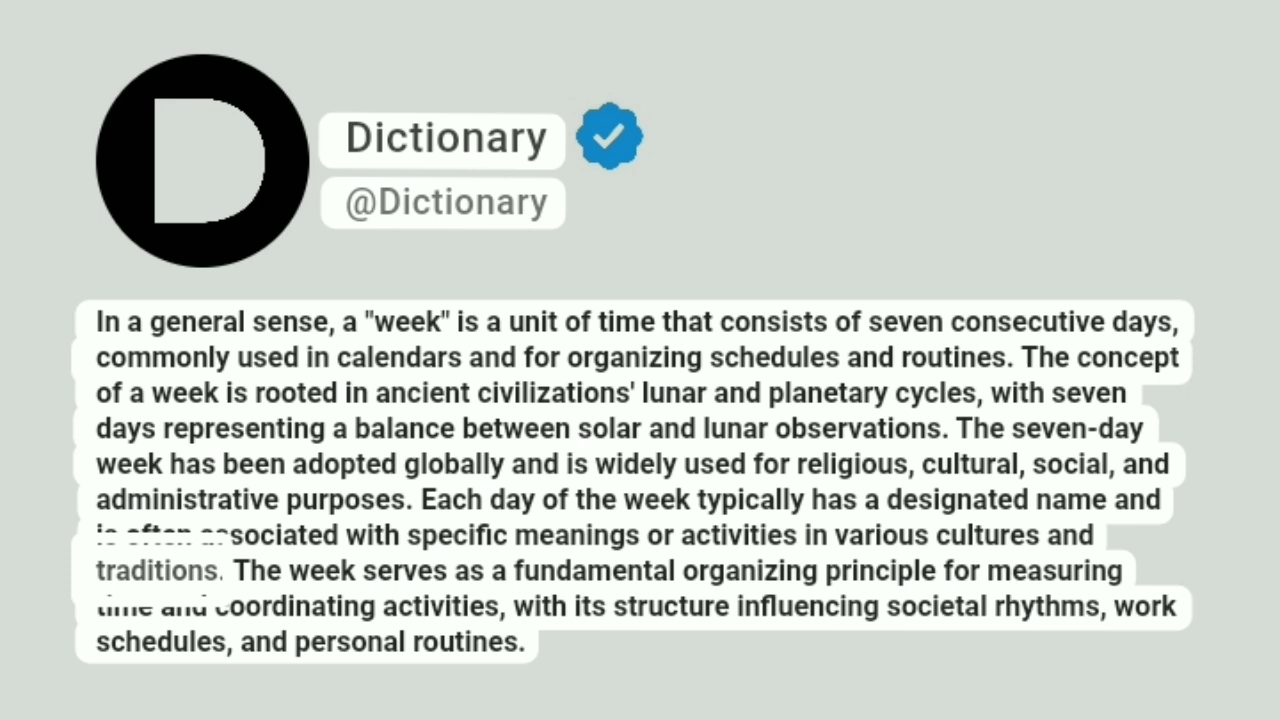 D
Dictionary
@Dictionary
In a general sense, a "week" is a unit of time that consists of seven consecutive days,
commonly used in calendars and for organizing schedules and routines. The concept
of a week is rooted in ancient civilizations' lunar and planetary cycles, with seven
days representing a balance between solar and lunar observations. The seven-day
week has been adopted globally and is widely used for religious, cultural, social, and
administrative purposes. Each day of the week typically has a designated name and
is often associated with specific meanings or activities in various cultures and
traditions. The week serves as a fundamental organizing principle for measuring
time and coordinating activities, with its structure influencing societal rhythms, work
schedules, and personal routines.